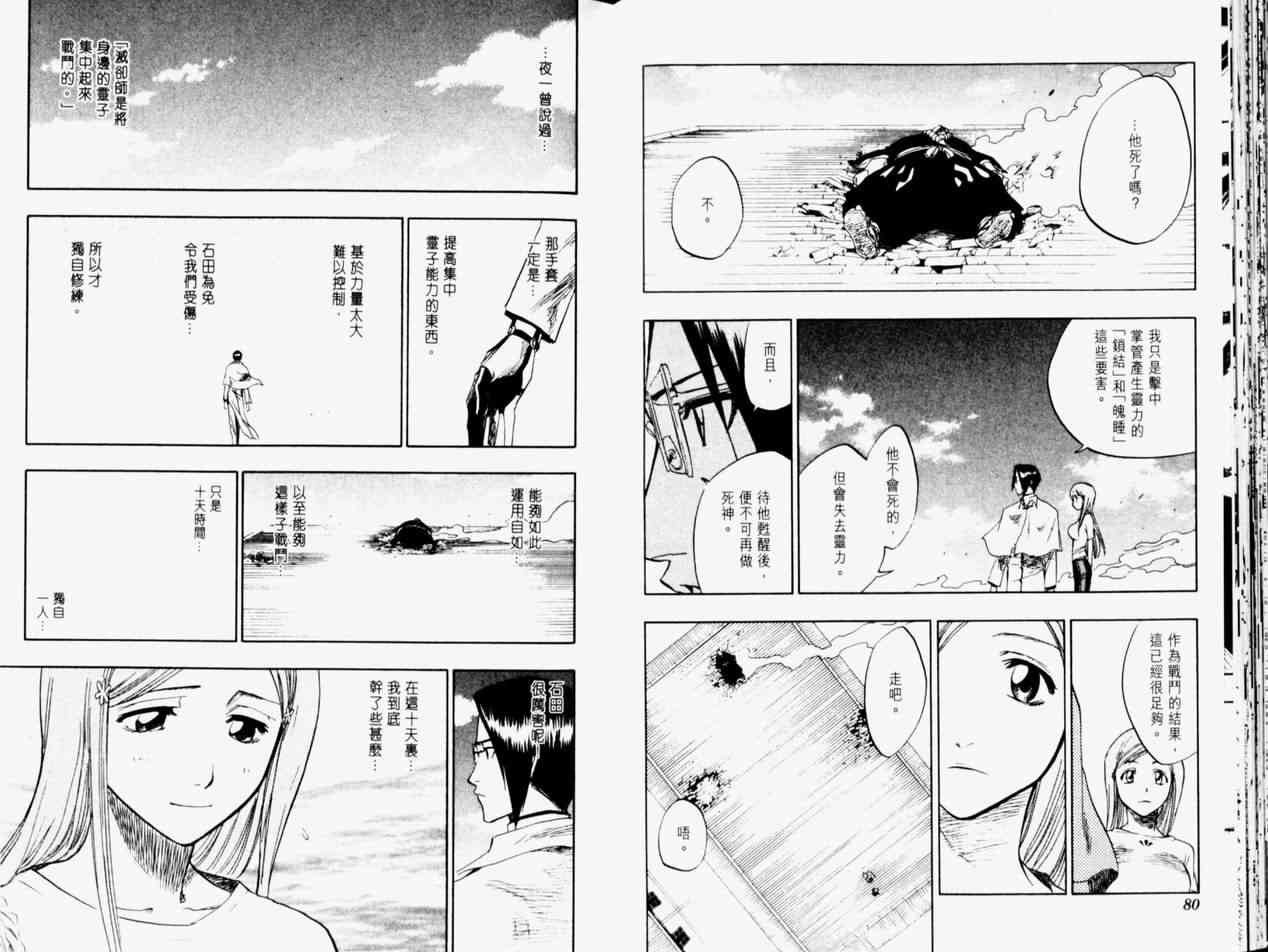 …他死了嗎？
不。
我只是擊中
掌管產生靈力的
「鎖結」和「魄睡」
這些要害。
他不會死的，
但會失去靈力。
而且，
待他甦醒後，
便不可再做
死神。
作為戰鬥的結果，
這已經很足夠。
走吧。
唔。
80
…夜一曾說過…
「滅卻師是將
身邊的靈子
集中起來
戰鬥的。」
那手套
一定是…
提高集中
靈子能力的東西。
基於力量太大
難以控制，
石田為免
令我們受傷…
所以才
獨自修練。
能夠如此
運用自如…
以至能夠
這樣子戰鬥…
只是
十天時間…
獨自
一人…
石田
很厲害呢…
在這十天裏…
我到底
幹了些甚麼…